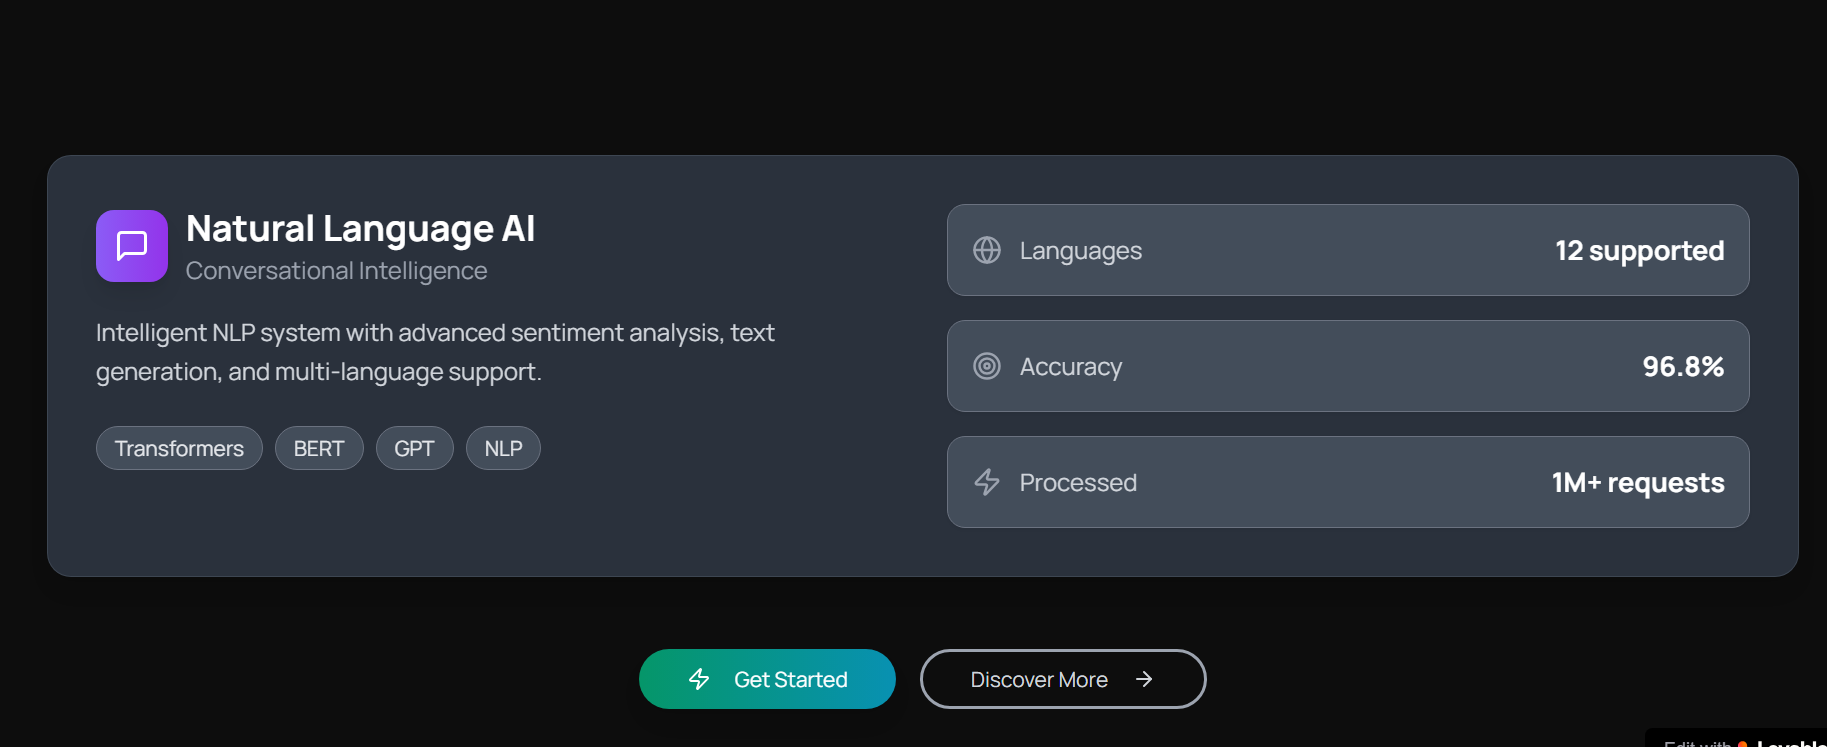 Natural Language AI
Conversational Intelligence
Intelligent NLP system with advanced sentiment analysis, text
generation, and multi-language support.
Transformers BERT GPT NLP
Languages 12 supported
Accuracy 96.8%
Processed 1M+ requests
Get Started Discover More
Edit with